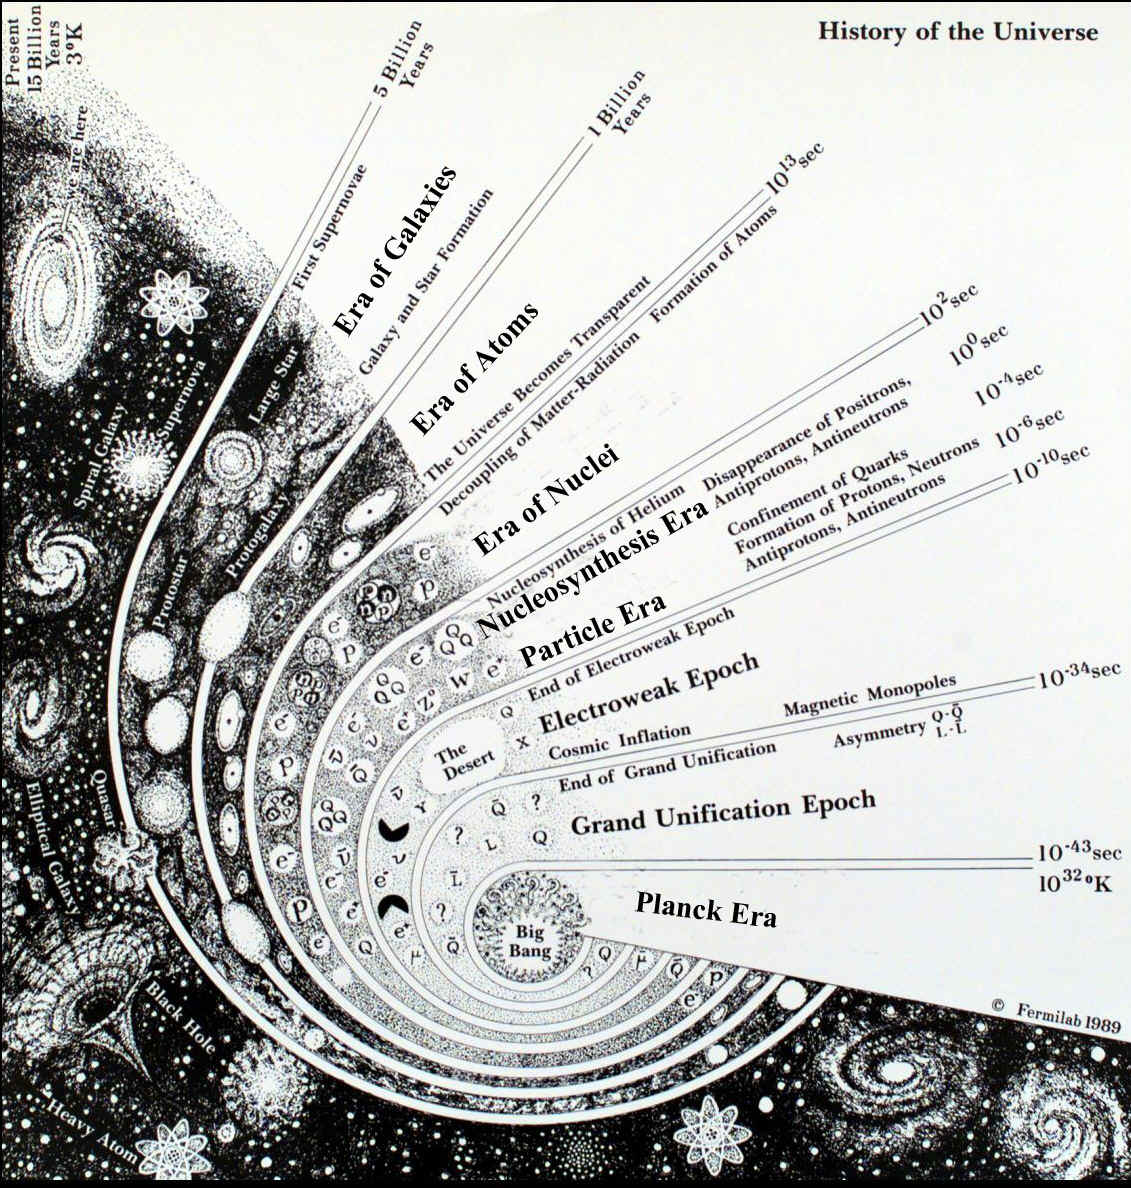 History of the Universe
Present
15 Billion
Years
3°K
we are here
5 Billion
Years
First Supernovae
Era of Galaxies
Galaxy and Star Formation
1 Billion
Years
Era of Atoms
The Universe Becomes Transparent
Decoupling of Matter-Radiation
Formation of Atoms
10¹³sec
Era of Nuclei
Nucleosynthesis of Helium
10²sec
Nucleosynthesis Era
Disappearance of Positrons,
Antiprotons, Antineutrons
10⁰sec
10⁻⁴sec
Confinement of Quarks
Formation of Protons, Neutrons
Antiprotons, Antineutrons
10⁻⁶sec
10⁻¹⁰sec
Particle Era
End of Electroweak Epoch
Electroweak Epoch
Cosmic Inflation
Magnetic Monopoles
10⁻³⁴sec
End of Grand Unification
Asymmetry Q-Q̄
L-L
Grand Unification Epoch
10⁻⁴³sec
10³²°K
Planck Era
Big
Bang
The
Desert
Large Star
Supernova
Spiral Galaxy
Protogalaxy
Protostar
Quasar
Elliptical Galaxy
Black Hole
Heavy Atom
© Fermilab 1989